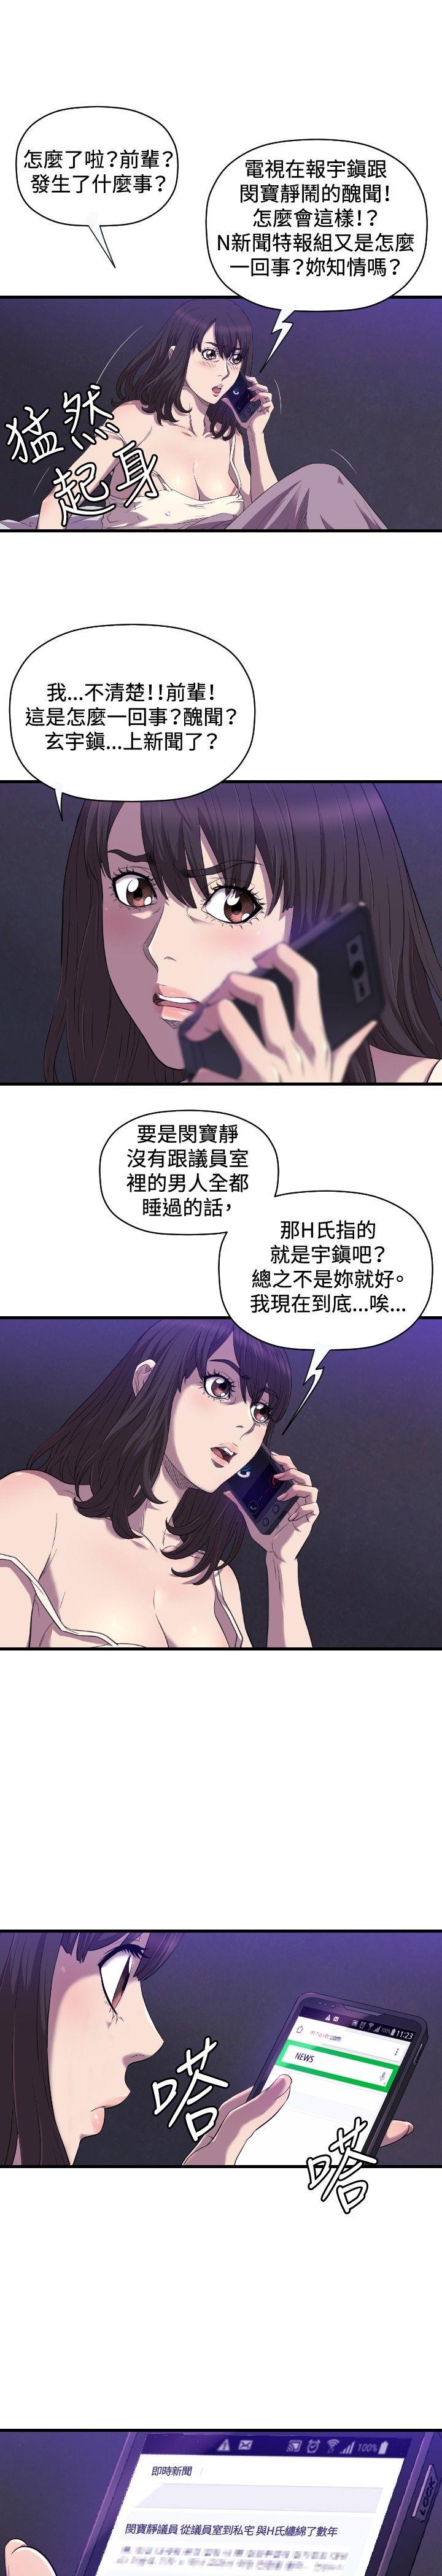 怎麼了啦？前輩？
發生了什麼事？
電視在報宇鎭跟
閔寶靜鬧的醜聞！
怎麼會這樣！？
N新聞特報組又是怎麼
一回事？妳知情嗎？
猛然
起身
我…不清楚！！前輩！
這是怎麼一回事？醜聞？
玄宇鎭…上新聞了？
要是閔寶靜
沒有跟議員室
裡的男人全都
睡過的話，
那H氏指的
就是宇鎭吧？
總之不是妳就好。
我現在到底…唉…
11:23
NEWS
嗒
嗒
100%
LOOK
即時新聞
閔寶靜議員 從議員室到私宅 與H氏纏綿了數年